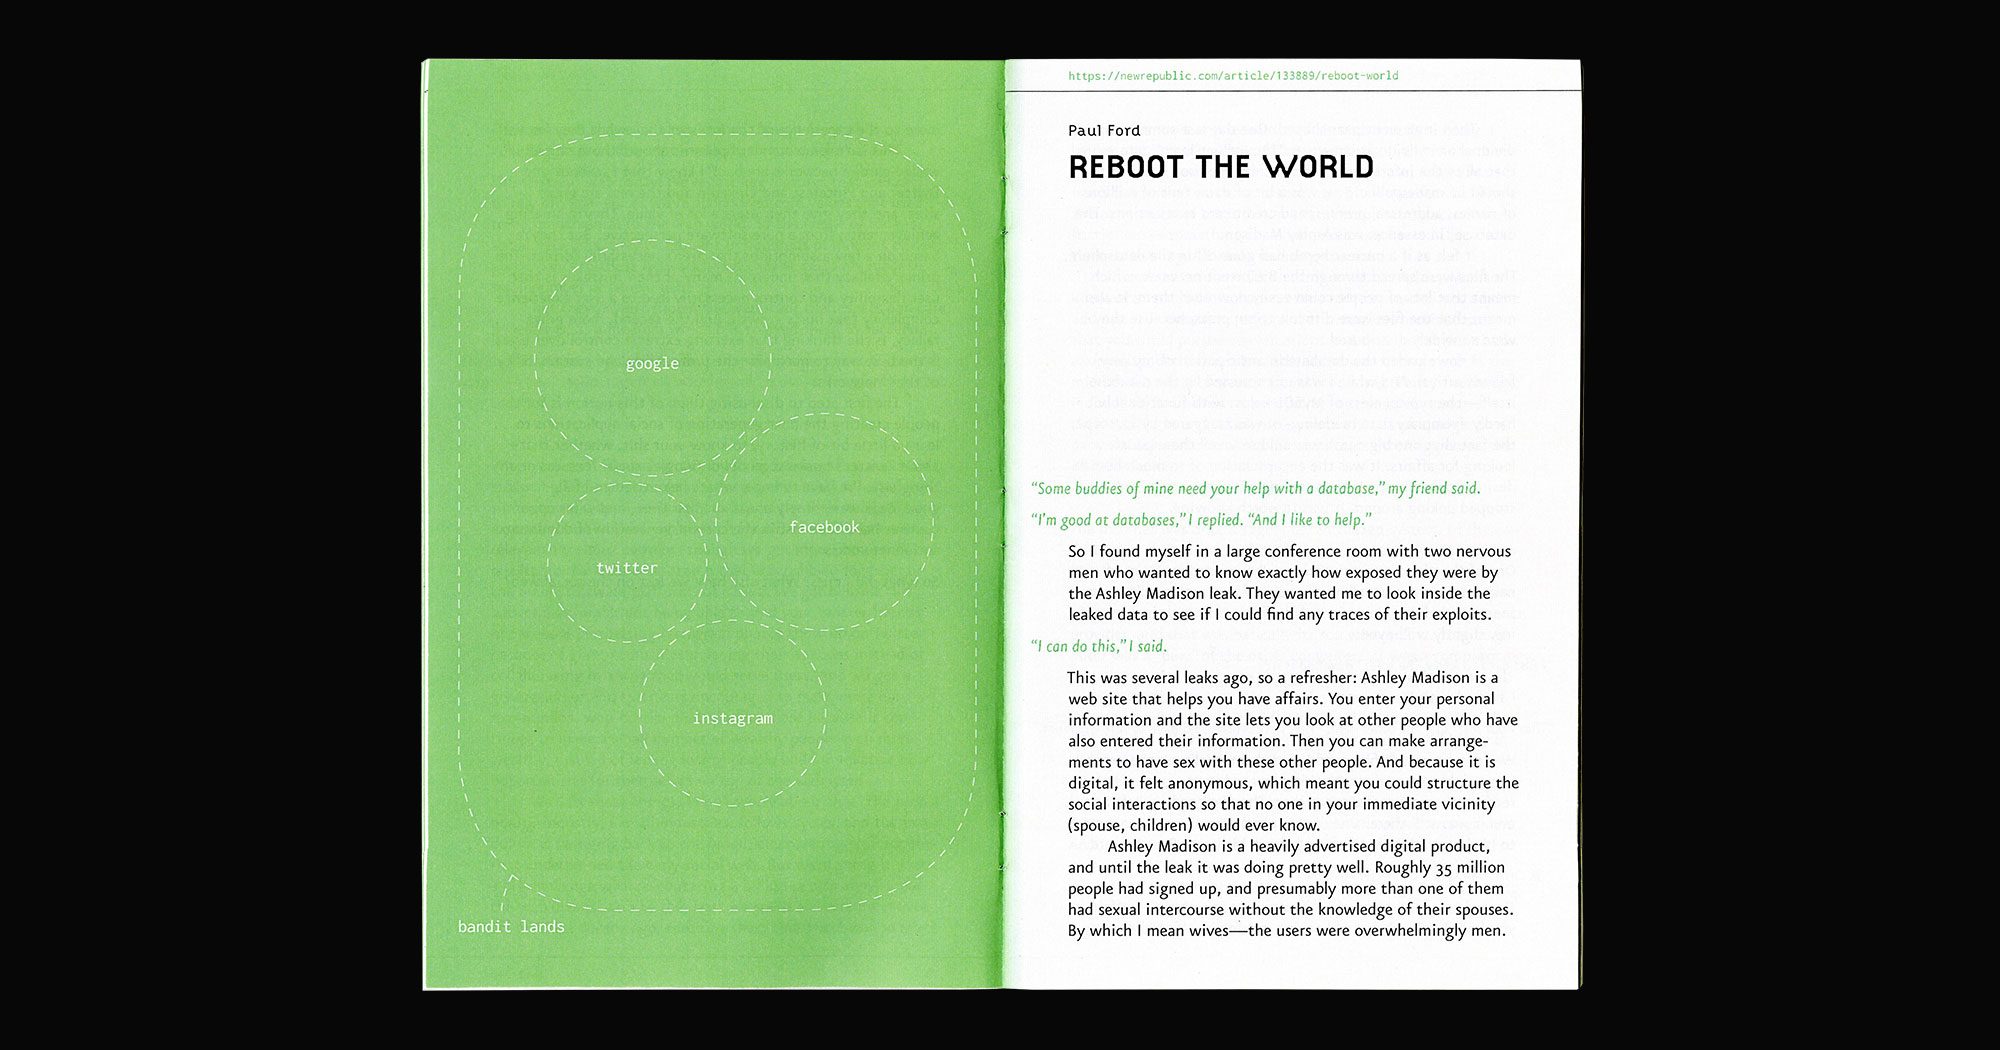 google
facebook
twitter
instagram
bandit lands
https://newrepublic.com/article/133889/reboot-world
Paul Ford
REBOOT THE WORLD
“Some buddies of mine need your help with a database,” my friend said.
“I’m good at databases,” I replied. “And I like to help.”
So I found myself in a large conference room with two nervous
men who wanted to know exactly how exposed they were by
the Ashley Madison leak. They wanted me to look inside the
leaked data to see if I could find any traces of their exploits.
“I can do this,” I said.
This was several leaks ago, so a refresher: Ashley Madison is a
web site that helps you have affairs. You enter your personal
information and the site lets you look at other people who have
also entered their information. Then you can make arrange-
ments to have sex with these other people. And because it is
digital, it felt anonymous, which meant you could structure the
social interactions so that no one in your immediate vicinity
(spouse, children) would ever know.
Ashley Madison is a heavily advertised digital product,
and until the leak it was doing pretty well. Roughly 35 million
people had signed up, and presumably more than one of them
had sexual intercourse without the knowledge of their spouses.
By which I mean wives—the users were overwhelmingly men.